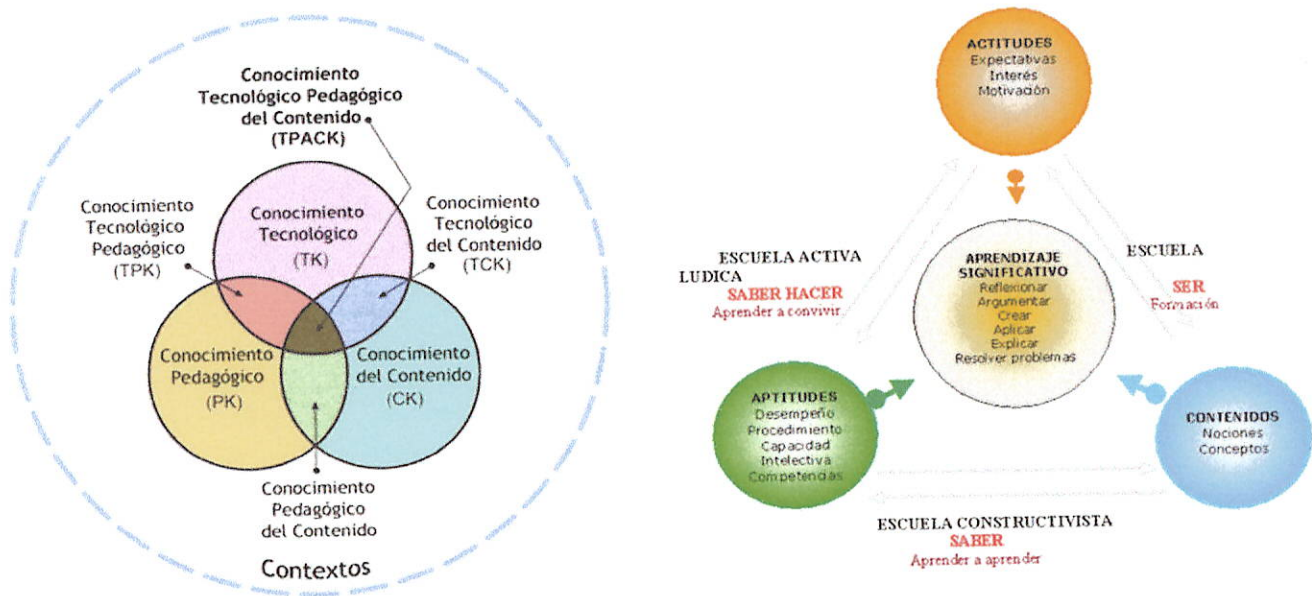 Conocimiento
Tecnológico Pedagógico
del Contenido
(TPACK)
Conocimiento
Tecnológico
Pedagógico
(TPK)
Conocimiento
Tecnológico
(TK)
Conocimiento
Tecnológico
del Contenido
(TCK)
Conocimiento
Pedagógico
(PK)
Conocimiento
del Contenido
(CK)
Conocimiento
Pedagógico
del Contenido
Contextos
ACTITUDES
Expectativas
Interés
Motivación
ESCUELA ACTIVA
LUDICA
SABER HACER
Aprender a convivir
APRENDIZAJE
SIGNIFICATIVO
Reflexionar
Argumentar
Crear
Aplicar
Explicar
Resolver problemas
ESCUELA
SER
Formación
APTITUDES
Desempeño
Procedimiento
Capacidad
Intelectiva
Competencias
CONTENIDOS
Nociones
Conceptos
ESCUELA CONSTRUCTIVISTA
SABER
Aprender a aprender